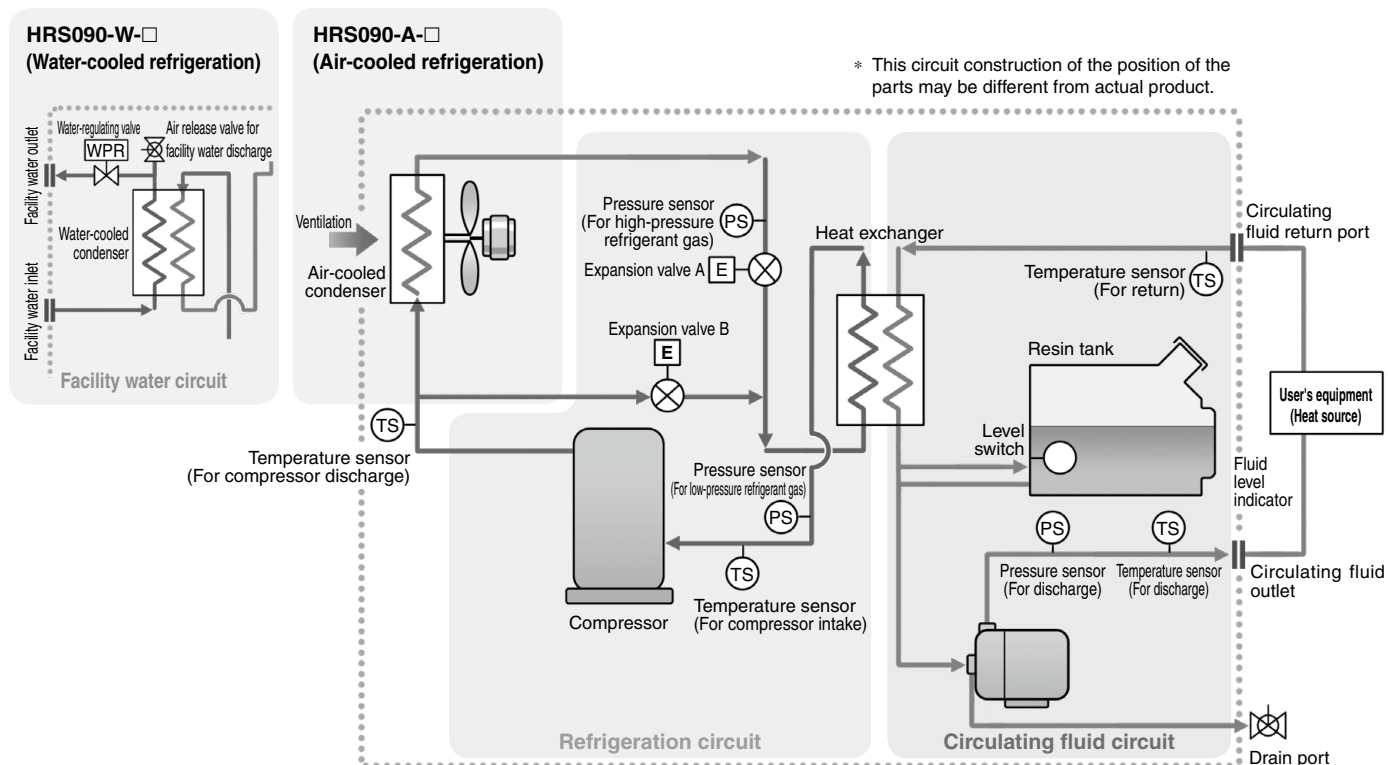 HRS090-W-□
(Water-cooled refrigeration)
HRS090-A-□
(Air-cooled refrigeration)
* This circuit construction of the position of the
parts may be different from actual product.
Facility water outlet
Water-regulating valve
WPR
Air release valve for
facility water discharge
Water-cooled
condenser
Facility water inlet
Facility water circuit
Ventilation
Air-cooled
condenser
Pressure sensor
(For high-pressure
refrigerant gas)
PS
Expansion valve A
E
Expansion valve B
E
TS
Temperature sensor
(For compressor discharge)
Compressor
Pressure sensor
(For low-pressure refrigerant gas)
PS
TS
Temperature sensor
(For compressor intake)
Refrigeration circuit
Heat exchanger
Circulating
fluid return port
Temperature sensor
(For return)
TS
Resin tank
Level
switch
Fluid
level
indicator
User's equipment
(Heat source)
PS
Pressure sensor
(For discharge)
TS
Temperature sensor
(For discharge)
Circulating fluid
outlet
Circulating fluid circuit
Drain port